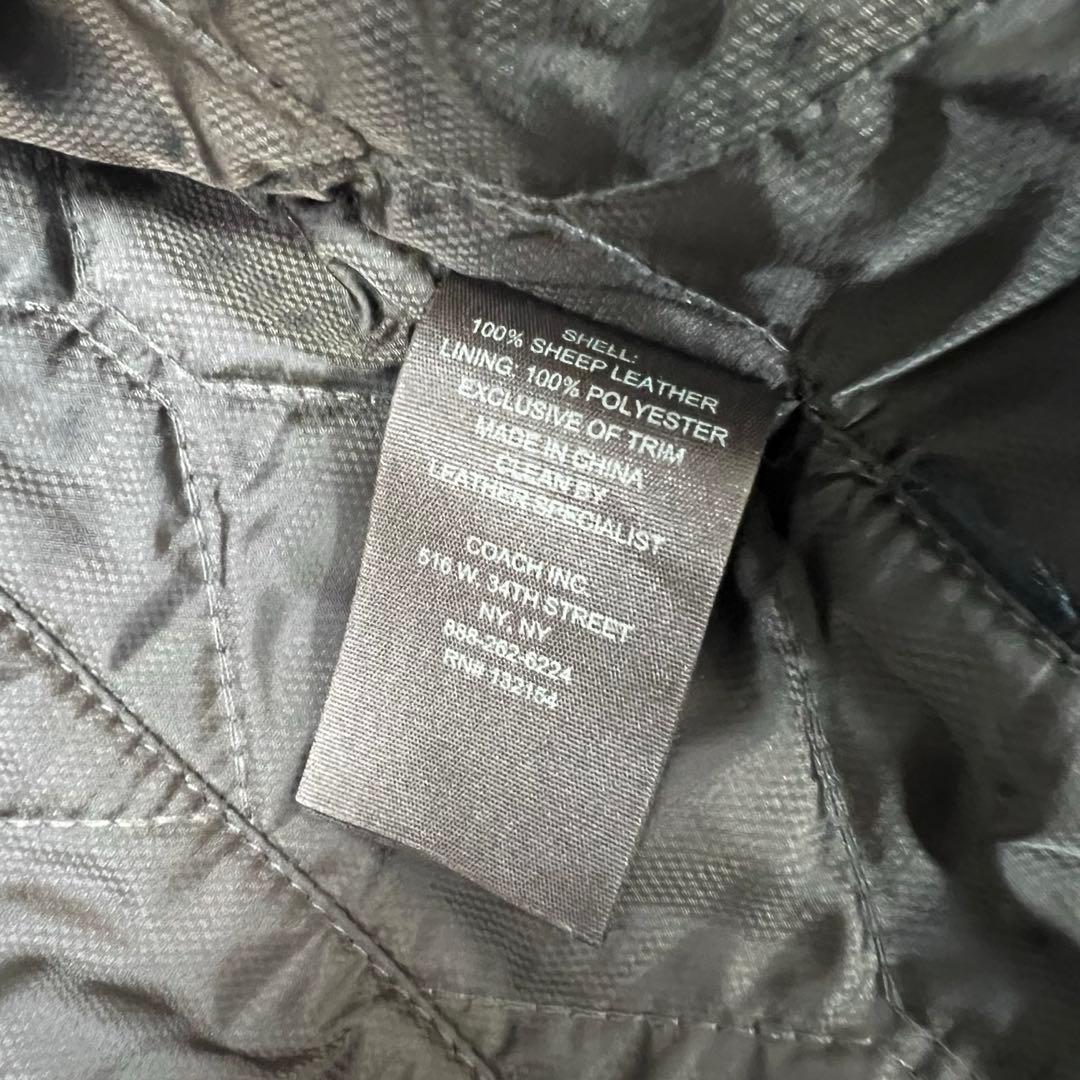 SHELL:
100% SHEEP LEATHER
LINING: 100% POLYESTER
EXCLUSIVE OF TRIM
MADE IN CHINA
CLEAN BY
LEATHER SPECIALIST
COACH INC.
516 W. 34TH STREET
NY, NY
888-262-6224
RN# 132154